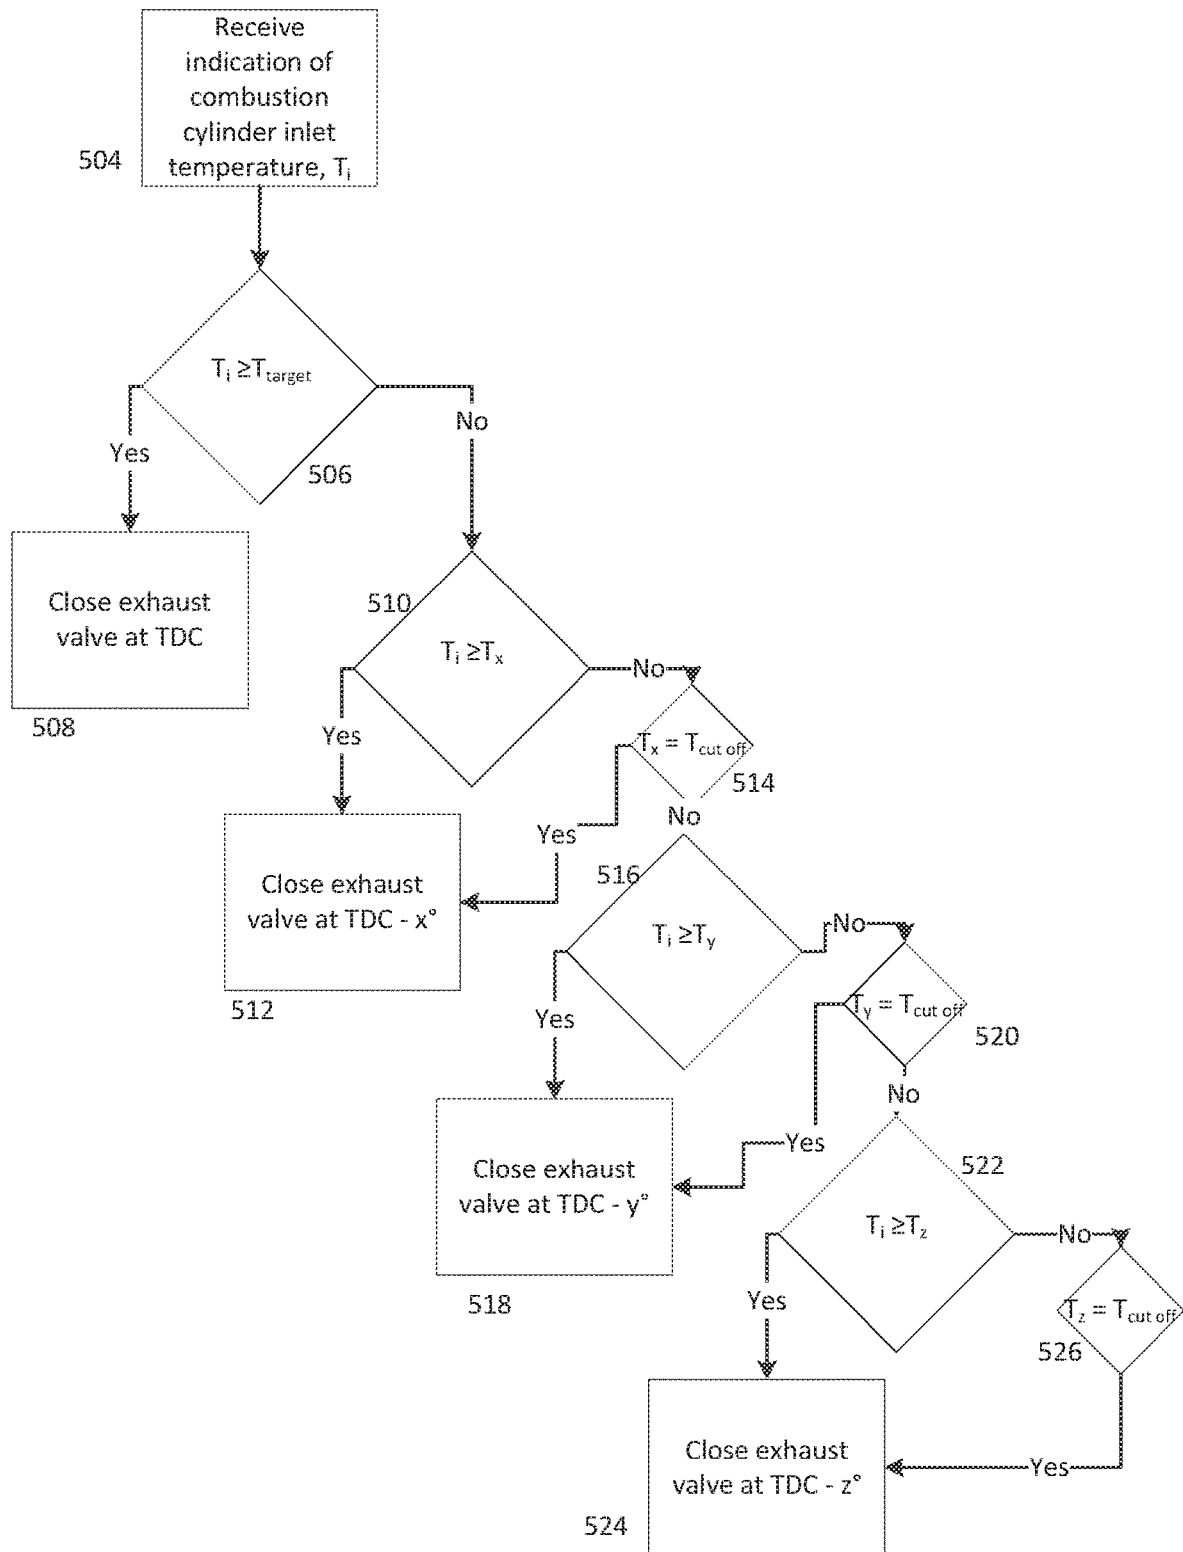 Receive
indication of
combustion
cylinder inlet
temperature, Ti
504
Ti ≥Ttarget
506
Yes
No
Close exhaust
valve at TDC
508
510
Ti ≥Tx
Yes
No
Tx = Tcut off
514
Yes
No
Close exhaust
valve at TDC - x°
512
516
Ti ≥Ty
Yes
No
Ty = Tcut off
520
Yes
No
Close exhaust
valve at TDC - y°
518
522
Ti ≥Tz
Yes
No
Tz = Tcut off
526
Yes
Close exhaust
valve at TDC - z°
524